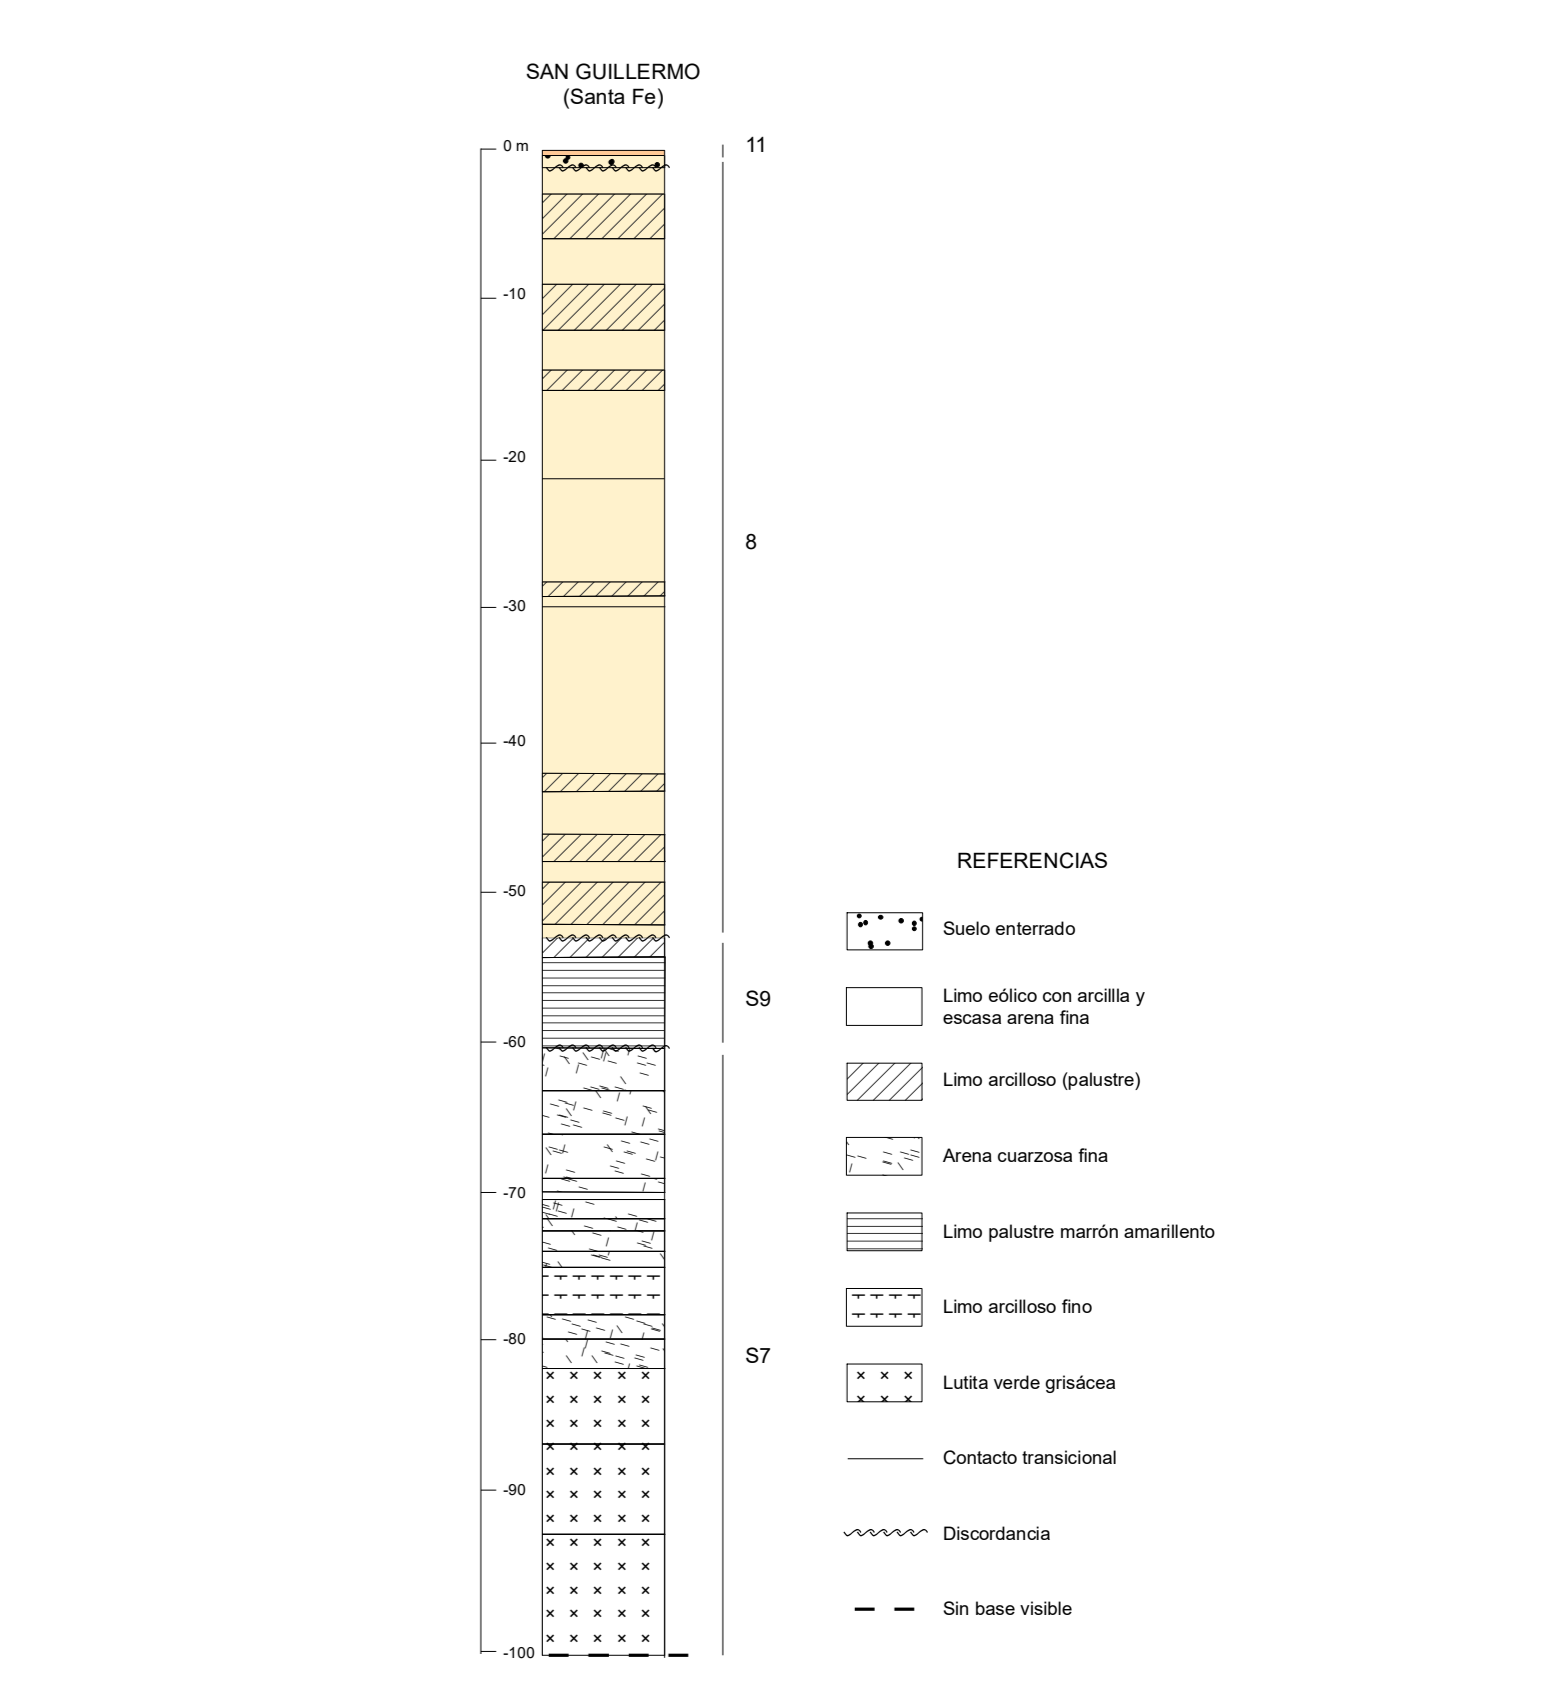 SAN GUILLERMO
(Santa Fe)
0 m
11
-10
-20
8
-30
-40
-50
S9
-60
-70
-80
S7
-90
-100
REFERENCIAS
Suelo enterrado
Limo eólico con arcillla y
escasa arena fina
Limo arcilloso (palustre)
Arena cuarzosa fina
Limo palustre marrón amarillento
Limo arcilloso fino
Lutita verde grisácea
Contacto transicional
Discordancia
Sin base visible